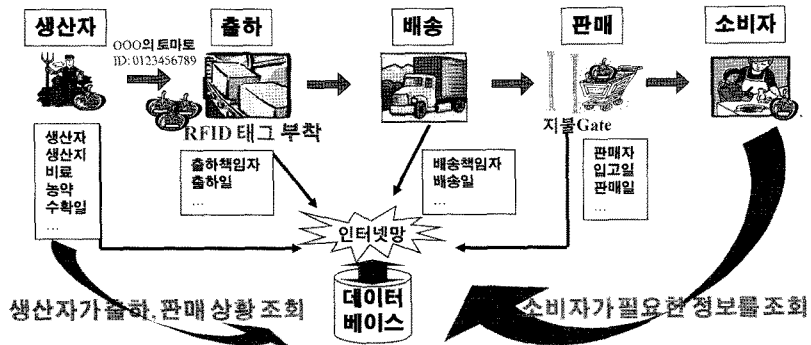 생산자
출하
배송
판매
소비자
OOO의 토마토
ID: 0123456789
RFID 태그 부착
지불Gate
생산자
생산지
비료
농약
수확일
...
출하책임자
출하일
...
배송책임자
배송일
...
판매자
입고일
판매일
...
인터넷망
데이터
베이스
생산자가 출하, 판매 상황 조회
소비자가 필요한 정보를 조회